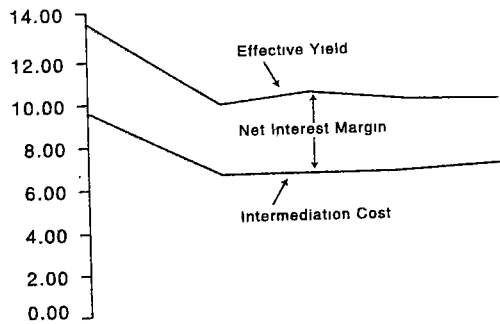 14.00
Effective Yield
12.00
10.00
Net Interest Margin
8.00
6.00
Intermediation Cost
4.00
2.00
0.00